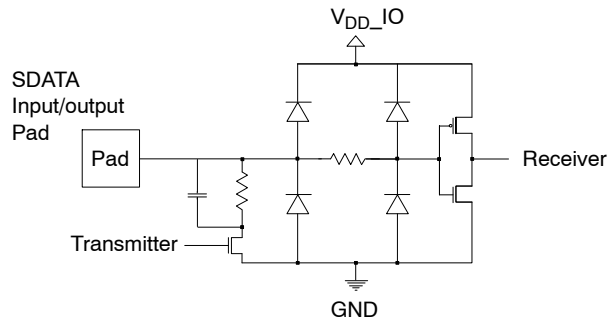 V_DD_IO
SDATA
Input/output
Pad
Pad
Receiver
Transmitter
GND